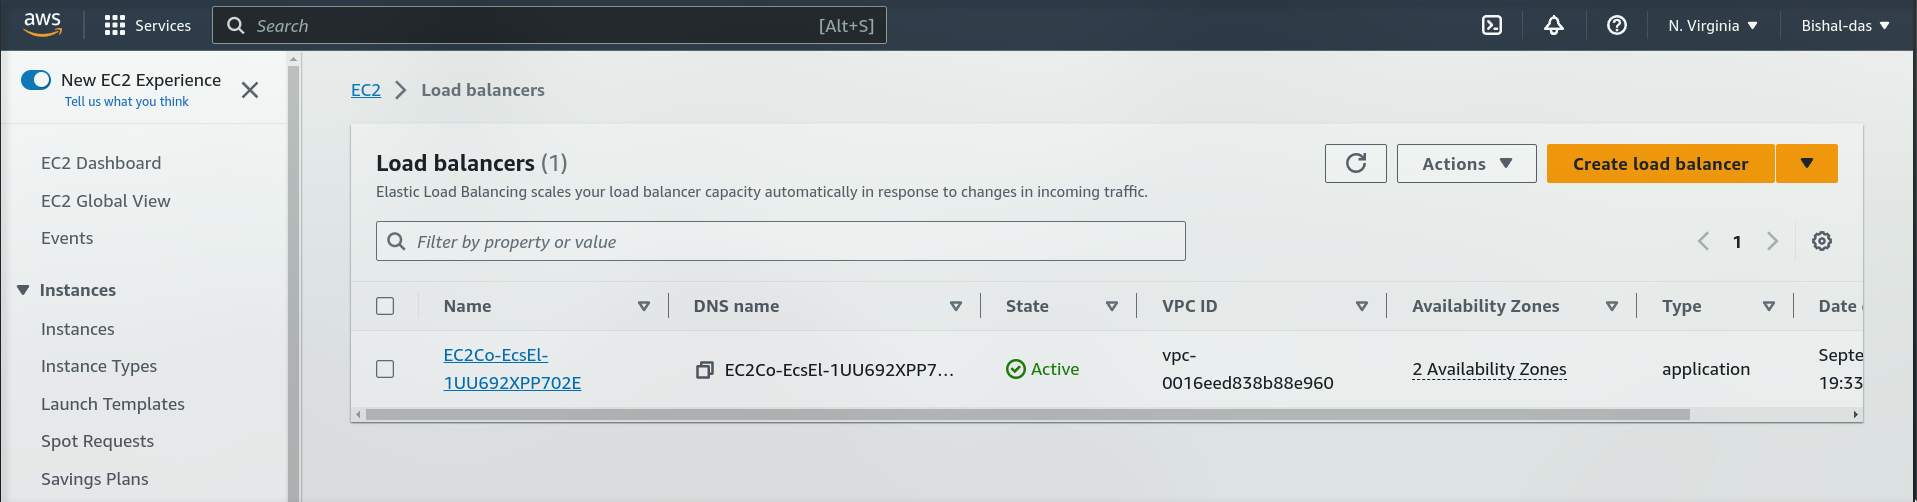 aws
Services
Search
[Alt+S]
N. Virginia
Bishal-das
New EC2 Experience
Tell us what you think
EC2 Dashboard
EC2 Global View
Events
Instances
Instances
Instance Types
Launch Templates
Spot Requests
Savings Plans
EC2
Load balancers
Load balancers (1)
Actions
Create load balancer
Elastic Load Balancing scales your load balancer capacity automatically in response to changes in incoming traffic.
Filter by property or value
1
Name
DNS name
State
VPC ID
Availability Zones
Type
Date
EC2Co-EcsEl-
1UU692XPP702E
EC2Co-EcsEl-1UU692XPP7...
Active
vpc-
0016eed838b88e960
2 Availability Zones
application
Septe
19:33